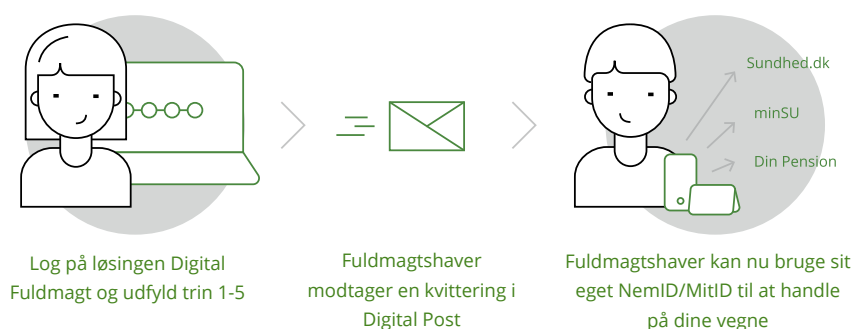 Sundhed.dk
minSU
Din Pension
Log på løsingen Digital
Fuldmagt og udfyld trin 1-5
Fuldmagtshaver
modtager en kvittering i
Digital Post
Fuldmagtshaver kan nu bruge sit
eget NemID/MitID til at handle
på dine vegne